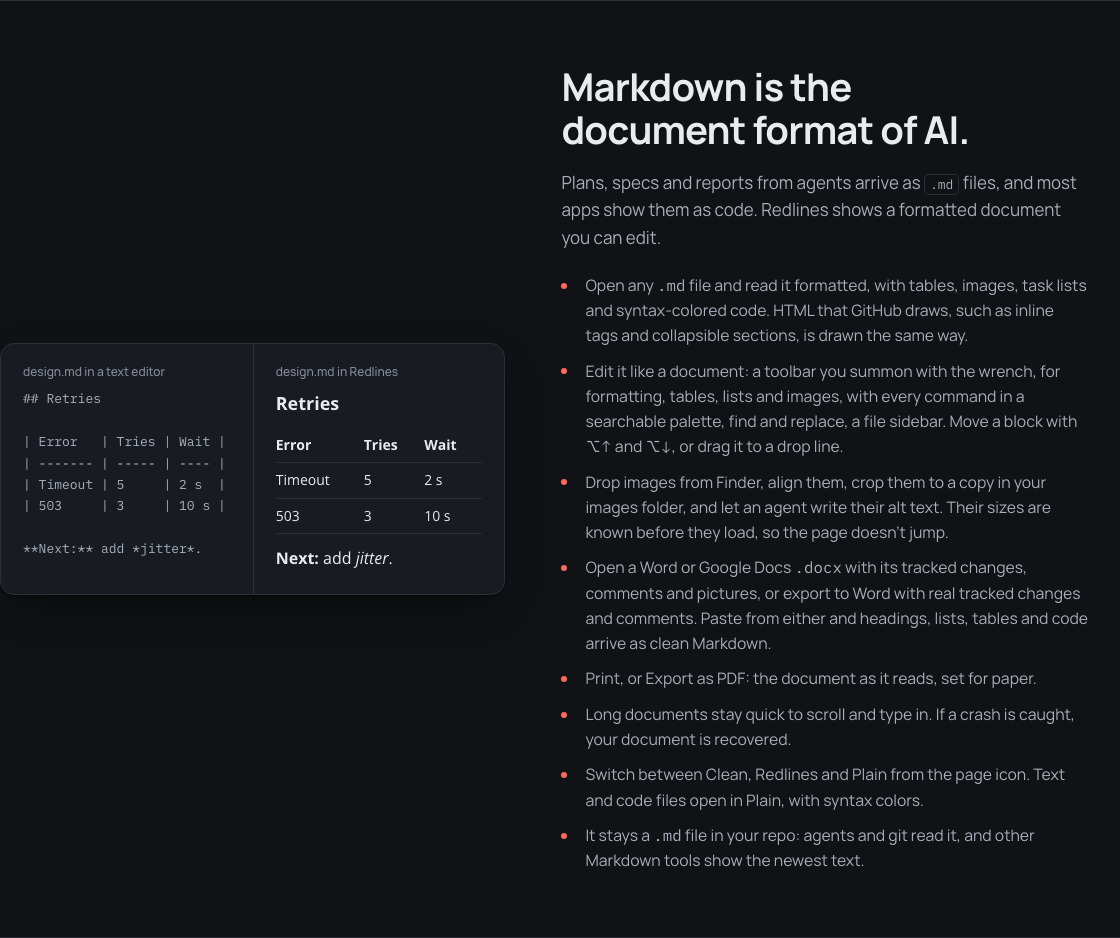 Markdown is the
document format of AI.
Plans, specs and reports from agents arrive as .md files, and most
apps show them as code. Redlines shows a formatted document
you can edit.
Open any .md file and read it formatted, with tables, images, task lists
and syntax-colored code. HTML that GitHub draws, such as inline
tags and collapsible sections, is drawn the same way.
Edit it like a document: a toolbar you summon with the wrench, for
formatting, tables, lists and images, with every command in a
searchable palette, find and replace, a file sidebar. Move a block with
⌥↑ and ⌥↓, or drag it to a drop line.
Drop images from Finder, align them, crop them to a copy in your
images folder, and let an agent write their alt text. Their sizes are
known before they load, so the page doesn't jump.
Open a Word or Google Docs .docx with its tracked changes,
comments and pictures, or export to Word with real tracked changes
and comments. Paste from either and headings, lists, tables and code
arrive as clean Markdown.
Print, or Export as PDF: the document as it reads, set for paper.
Long documents stay quick to scroll and type in. If a crash is caught,
your document is recovered.
Switch between Clean, Redlines and Plain from the page icon. Text
and code files open in Plain, with syntax colors.
It stays a .md file in your repo: agents and git read it, and other
Markdown tools show the newest text.
design.md in a text editor
## Retries
| Error   | Tries | Wait |
| ------- | ----- | ---- |
| Timeout | 5     | 2 s  |
| 503     | 3     | 10 s |
**Next:** add *jitter*.
design.md in Redlines
Retries
Error Tries Wait
Timeout 5 2 s
503 3 10 s
Next: add jitter.